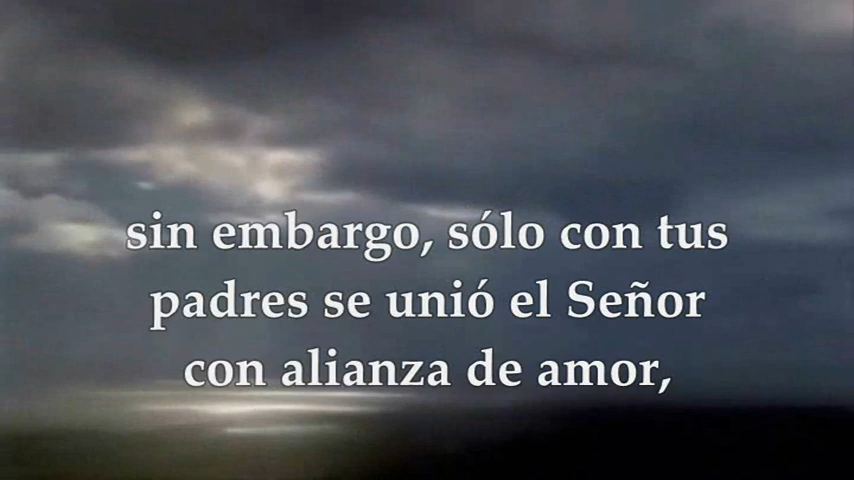 sin embargo, sólo con tus
padres se unió el Señor
con alianza de amor,